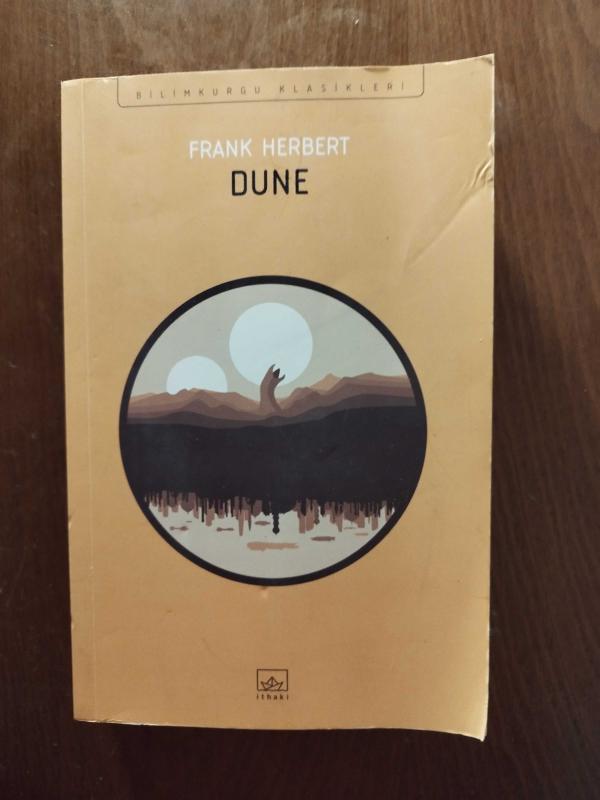 BİLİMKURGU KLASİKLERİ
FRANK HERBERT
DUNE
ithaki